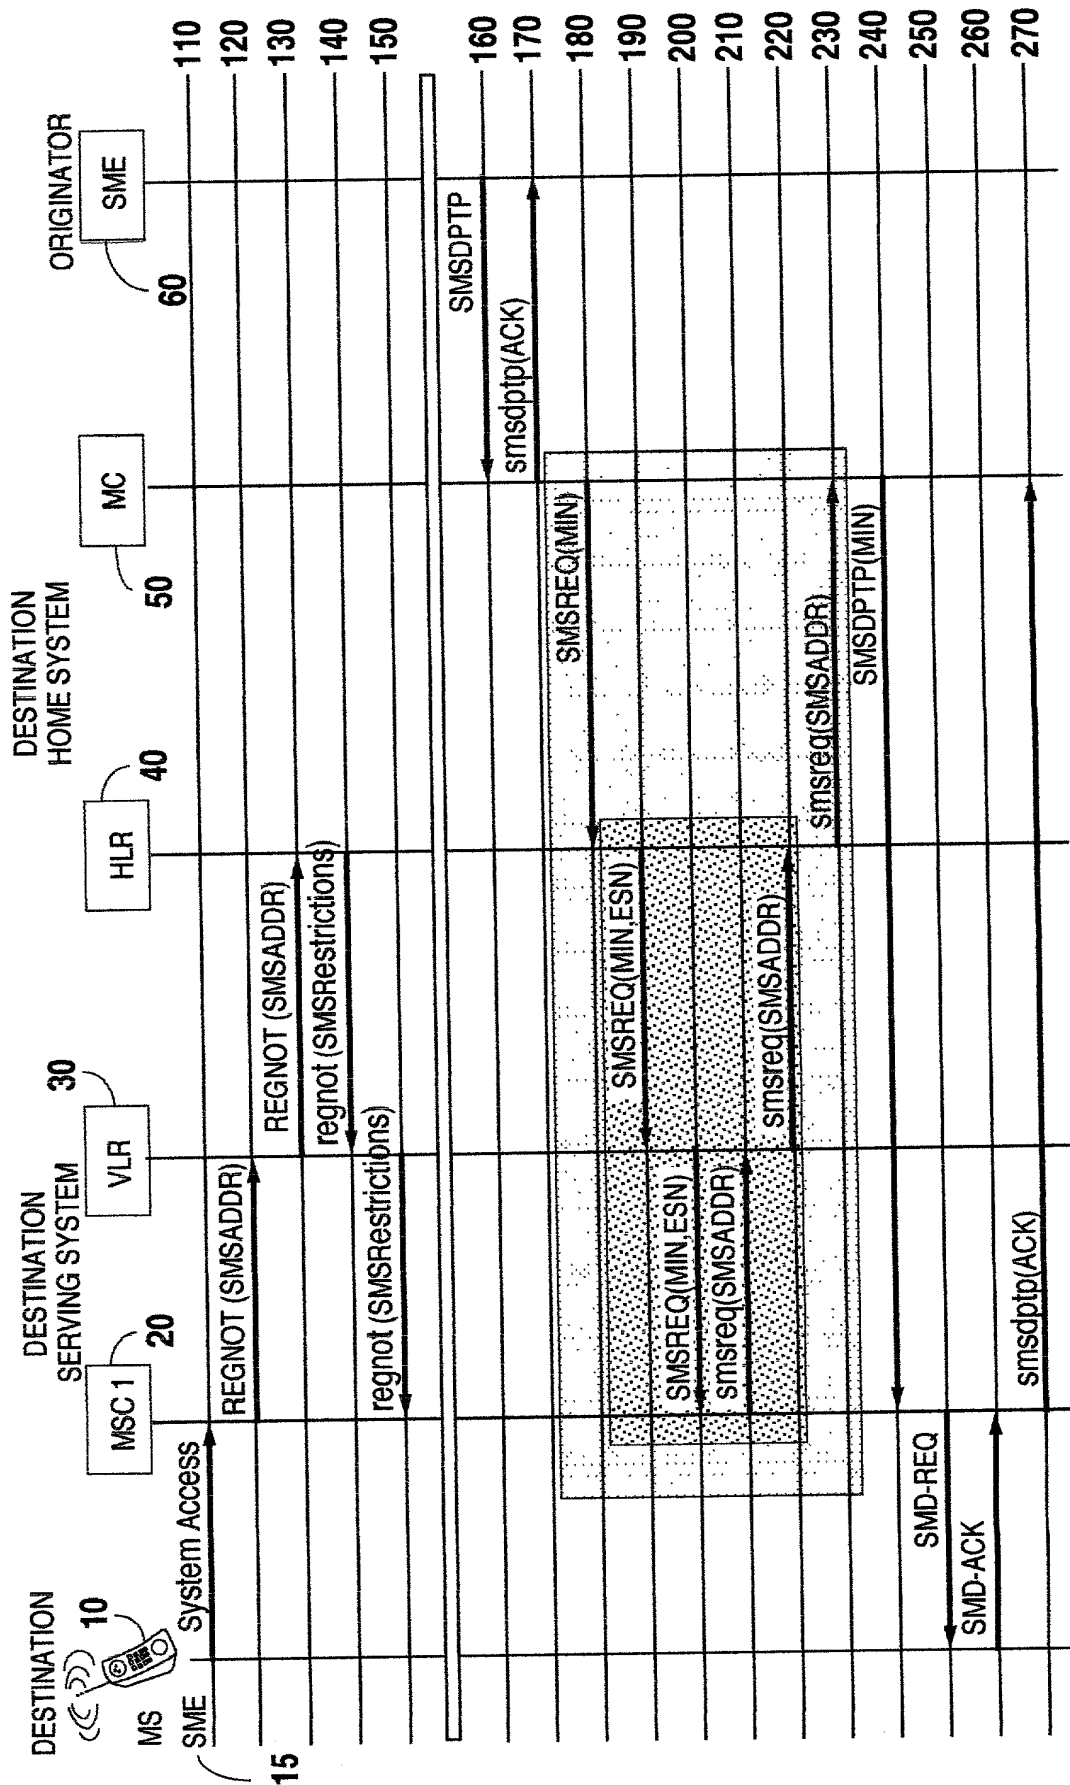 DESTINATION
DESTINATION
SERVING SYSTEM
DESTINATION
HOME SYSTEM
ORIGINATOR
MS
SME
15
10
MSC 1
20
VLR
30
HLR
40
MC
50
SME
60
System Access
110
REGNOT (SMSADDR)
120
REGNOT (SMSADDR)
130
regnot (SMSRestrictions)
140
regnot (SMSRestrictions)
150
SMSDPTP
160
smsdptp(ACK)
170
SMSREQ(MIN)
180
SMSREQ(MIN,ESN)
190
SMSREQ(MIN,ESN)
200
smsreq(SMSADDR)
210
smsreq(SMSADDR)
220
smsreq(SMSADDR)
230
SMSDPTP(MIN)
240
SMD-REQ
250
SMD-ACK
260
smsdptp(ACK)
270